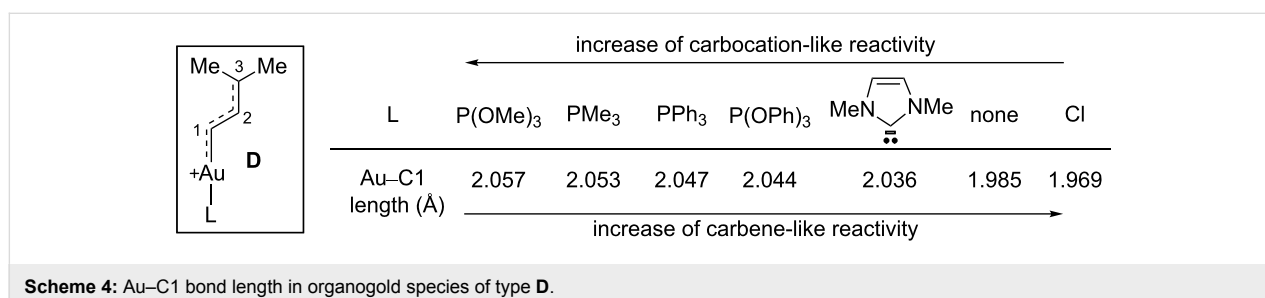 increase of carbocation-like reactivity
Me 3 Me
2
1
D
+Au
L
L P(OMe)₃ PMe₃ PPh₃ P(OPh)₃ MeN NMe none Cl
Au–C1 length (Å) 2.057 2.053 2.047 2.044 2.036 1.985 1.969
increase of carbene-like reactivity
Scheme 4: Au–C1 bond length in organogold species of type D.